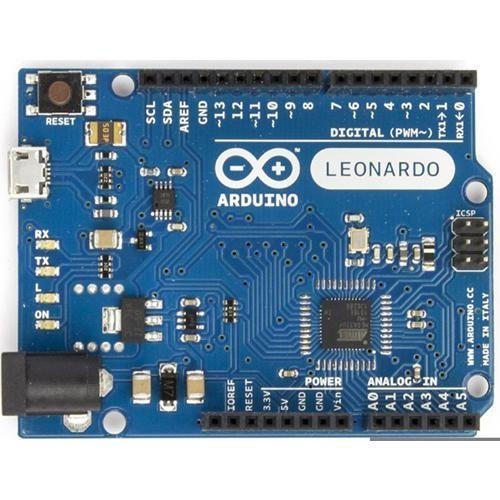 RESET
SCL
SDA
AREF
GND
~13
12
~11
~10
~9
8
7
~6
~5
4
~3
2
TX→1
RX←0
DIGITAL (PWM~)
ARDUINO
™
LEONARDO
ICSP
RX
TX
L
ON
WWW.ARDUINO.CC
MADE IN ITALY
POWER
ANALOG IN
IOREF
RESET
3.3V
5V
GND
GND
Vin
A0
A1
A2
A3
A4
A5